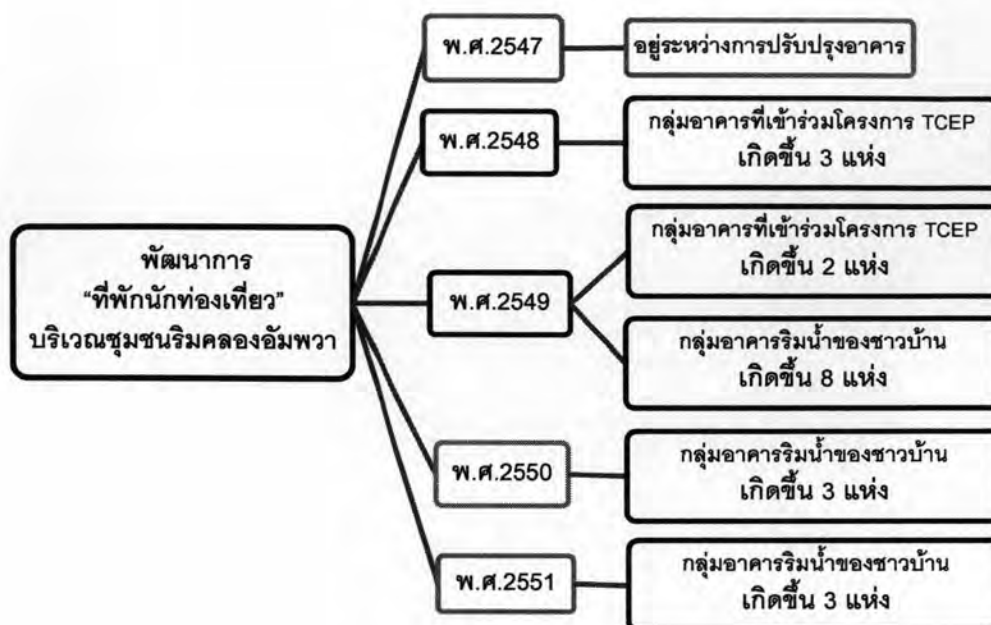 พัฒนาการ
“ที่พักนักท่องเที่ยว”
บริเวณชุมชนริมคลองอัมพวา
พ.ศ.2547
อยู่ระหว่างการปรับปรุงอาคาร
พ.ศ.2548
กลุ่มอาคารที่เข้าร่วมโครงการ TCEP
เกิดขึ้น 3 แห่ง
พ.ศ.2549
กลุ่มอาคารที่เข้าร่วมโครงการ TCEP
เกิดขึ้น 2 แห่ง
กลุ่มอาคารริมน้ำของชาวบ้าน
เกิดขึ้น 8 แห่ง
พ.ศ.2550
กลุ่มอาคารริมน้ำของชาวบ้าน
เกิดขึ้น 3 แห่ง
พ.ศ.2551
กลุ่มอาคารริมน้ำของชาวบ้าน
เกิดขึ้น 3 แห่ง